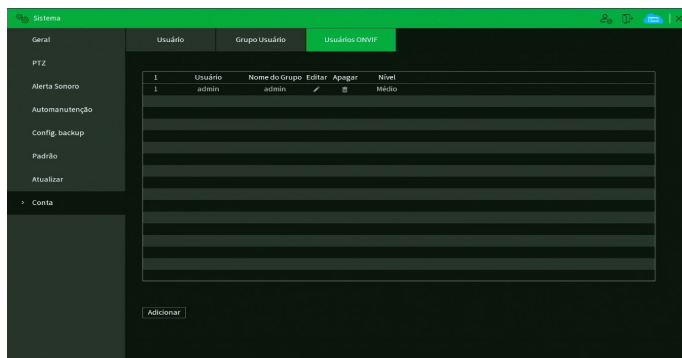 Sistema
Geral
Usuário Grupo Usuário Usuários ONVIF
PTZ
Alerta Sonoro
Automanutenção
Config. backup
Padrão
Atualizar
> Conta
1 Usuário Nome do Grupo Editar Apagar Nível
1 admin admin Médio
Adicionar